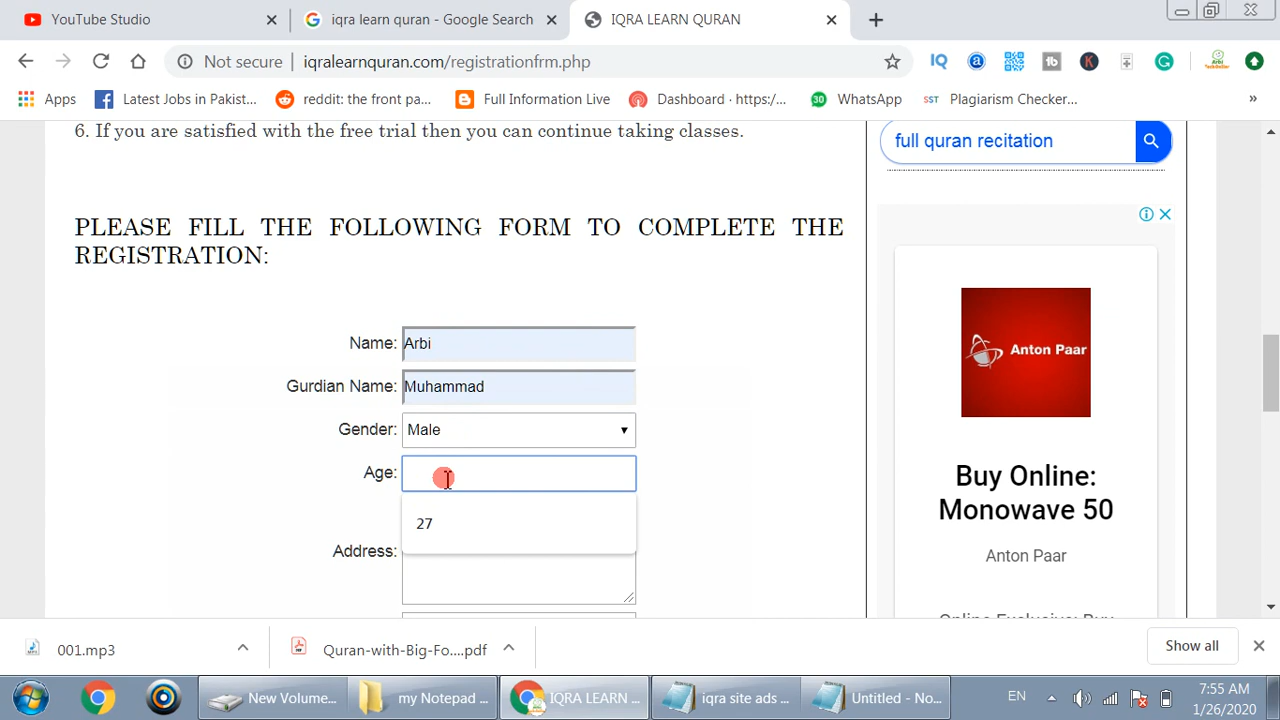 YouTube Studio
iqra learn quran - Google Search
IQRA LEARN QURAN
Not secure
iqralearnquran.com/registrationfrm.php
Apps
Latest Jobs in Pakist...
reddit: the front pa...
Full Information Live
Dashboard · https:/...
30
WhatsApp
SST
Plagiarism Checker...
»
6. If you are satisfied with the free trial then you can continue taking classes.
full quran recitation
PLEASE FILL THE FOLLOWING FORM TO COMPLETE THE
REGISTRATION:
Name: Arbi
Gurdian Name: Muhammad
Gender: Male
Age:
27
Address:
Anton Paar
Buy Online:
Monowave 50
Anton Paar
001.mp3
Quran-with-Big-Fo....pdf
Show all
New Volume...
my Notepad ...
IQRA LEARN ...
iqra site ads ...
Untitled - No...
EN
7:55 AM
1/26/2020